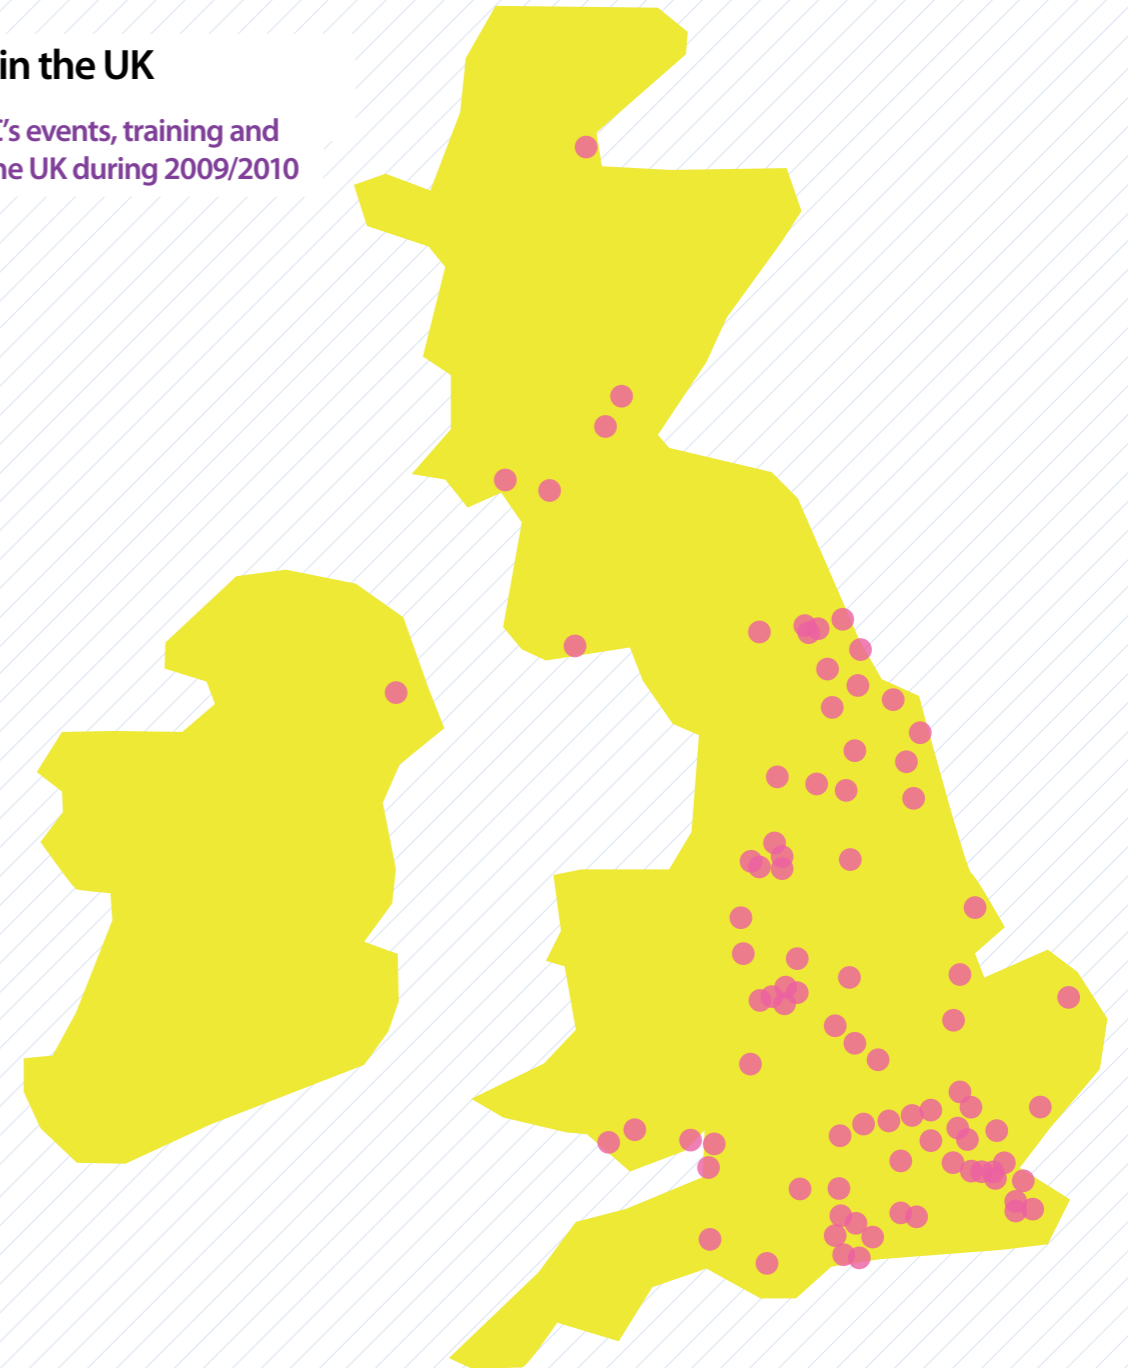 in the UK
's events, training and
he UK during 2009/2010